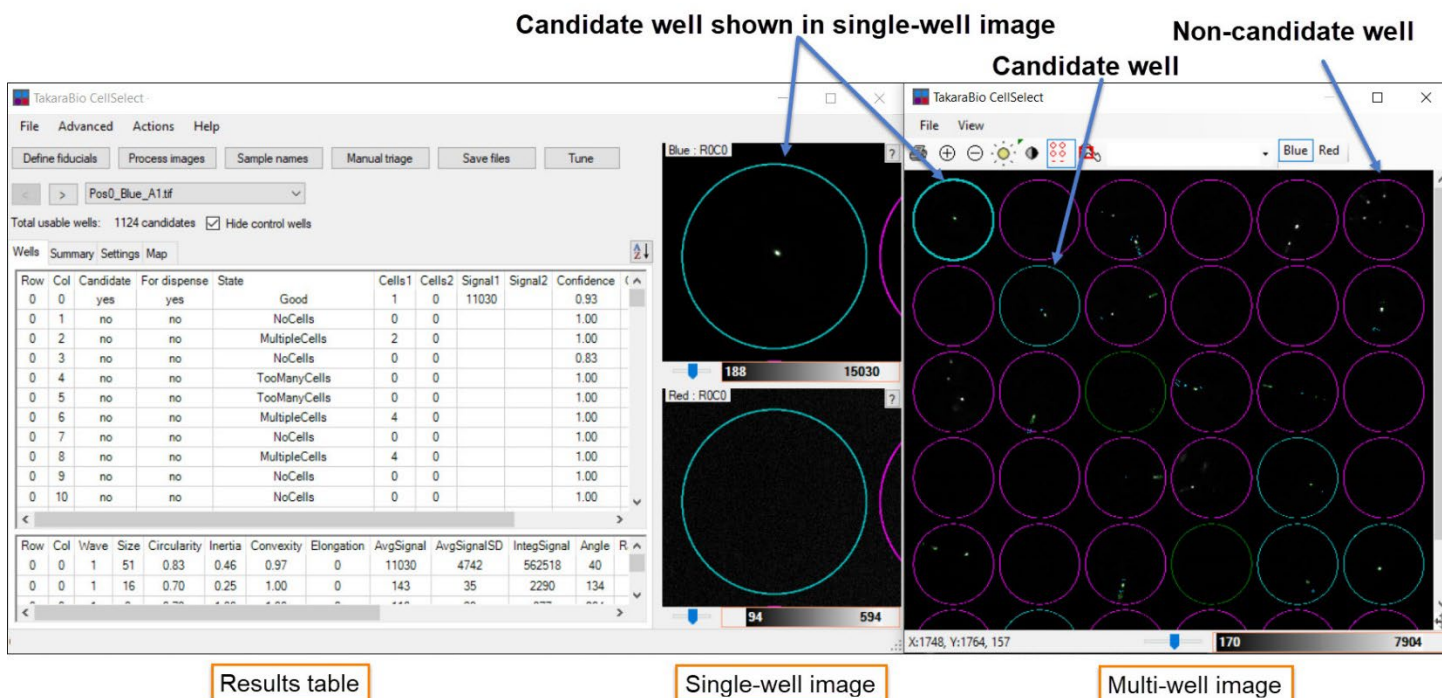 Candidate well shown in single-well image
Non-candidate well
Candidate well
TakaraBio CellSelect
File Advanced Actions Help
Define fiducials Process images Sample names Manual triage Save files Tune
< > Pos0_Blue_A1.tif
Total usable wells: 1124 candidates Hide control wells
Wells Summary Settings Map
Row Col Candidate For dispense State Cells1 Cells2 Signal1 Signal2 Confidence
0 0 yes yes Good 1 0 11030 0.93
0 1 no no NoCells 0 0 1.00
0 2 no no MultipleCells 2 0 1.00
0 3 no no NoCells 0 0 0.83
0 4 no no TooManyCells 0 0 1.00
0 5 no no TooManyCells 0 0 1.00
0 6 no no MultipleCells 4 0 1.00
0 7 no no NoCells 0 0 1.00
0 8 no no MultipleCells 4 0 1.00
0 9 no no NoCells 0 0 1.00
0 10 no no NoCells 0 0 1.00
Row Col Wave Size Circularity Inertia Convexity Elongation AvgSignal AvgSignalSD IntegSignal Angle
0 0 1 51 0.83 0.46 0.97 0 11030 4742 562518 40
0 0 1 16 0.70 0.25 1.00 0 143 35 2290 134
Blue : R0C0 ?
188 15030
Red : R0C0 ?
94 594
TakaraBio CellSelect
File View
Blue Red
X:1748, Y:1764, 157
170 7904
Results table
Single-well image
Multi-well image